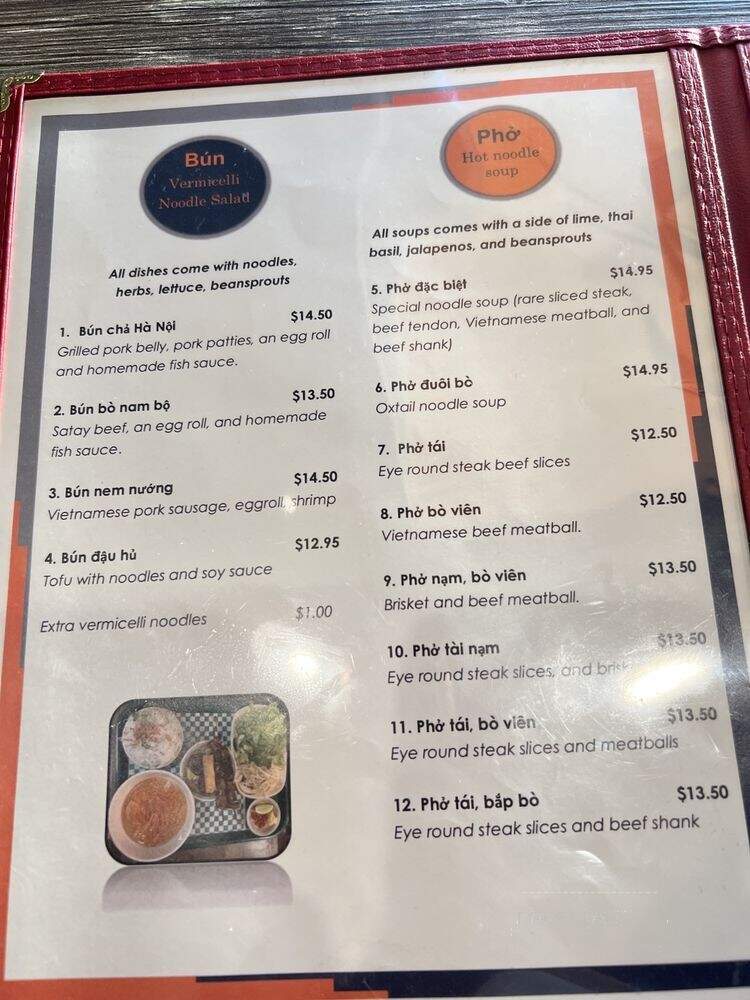 Bún
Vermicelli
Noodle Salad
All dishes come with noodles,
herbs, lettuce, beansprouts
1. Bún chả Hà Nội $14.50
Grilled pork belly, pork patties, an egg roll
and homemade fish sauce.
2. Bún bò nam bộ $13.50
Satay beef, an egg roll, and homemade
fish sauce.
3. Bún nem nướng $14.50
Vietnamese pork sausage, eggroll, shrimp
4. Bún đậu hủ $12.95
Tofu with noodles and soy sauce
Extra vermicelli noodles $1.00
Phở
Hot noodle
soup
All soups comes with a side of lime, thai
basil, jalapenos, and beansprouts
5. Phở đặc biệt $14.95
Special noodle soup (rare sliced steak,
beef tendon, Vietnamese meatball, and
beef shank)
6. Phở đuôi bò $14.95
Oxtail noodle soup
7. Phở tái $12.50
Eye round steak beef slices
8. Phở bò viên $12.50
Vietnamese beef meatball.
9. Phở nạm, bò viên $13.50
Brisket and beef meatball.
10. Phở tài nạm $13.50
Eye round steak slices, and
11. Phở tái, bò viên $13.50
Eye round steak slices and meatballs
12. Phở tái, bắp bò $13.50
Eye round steak slices and beef shank